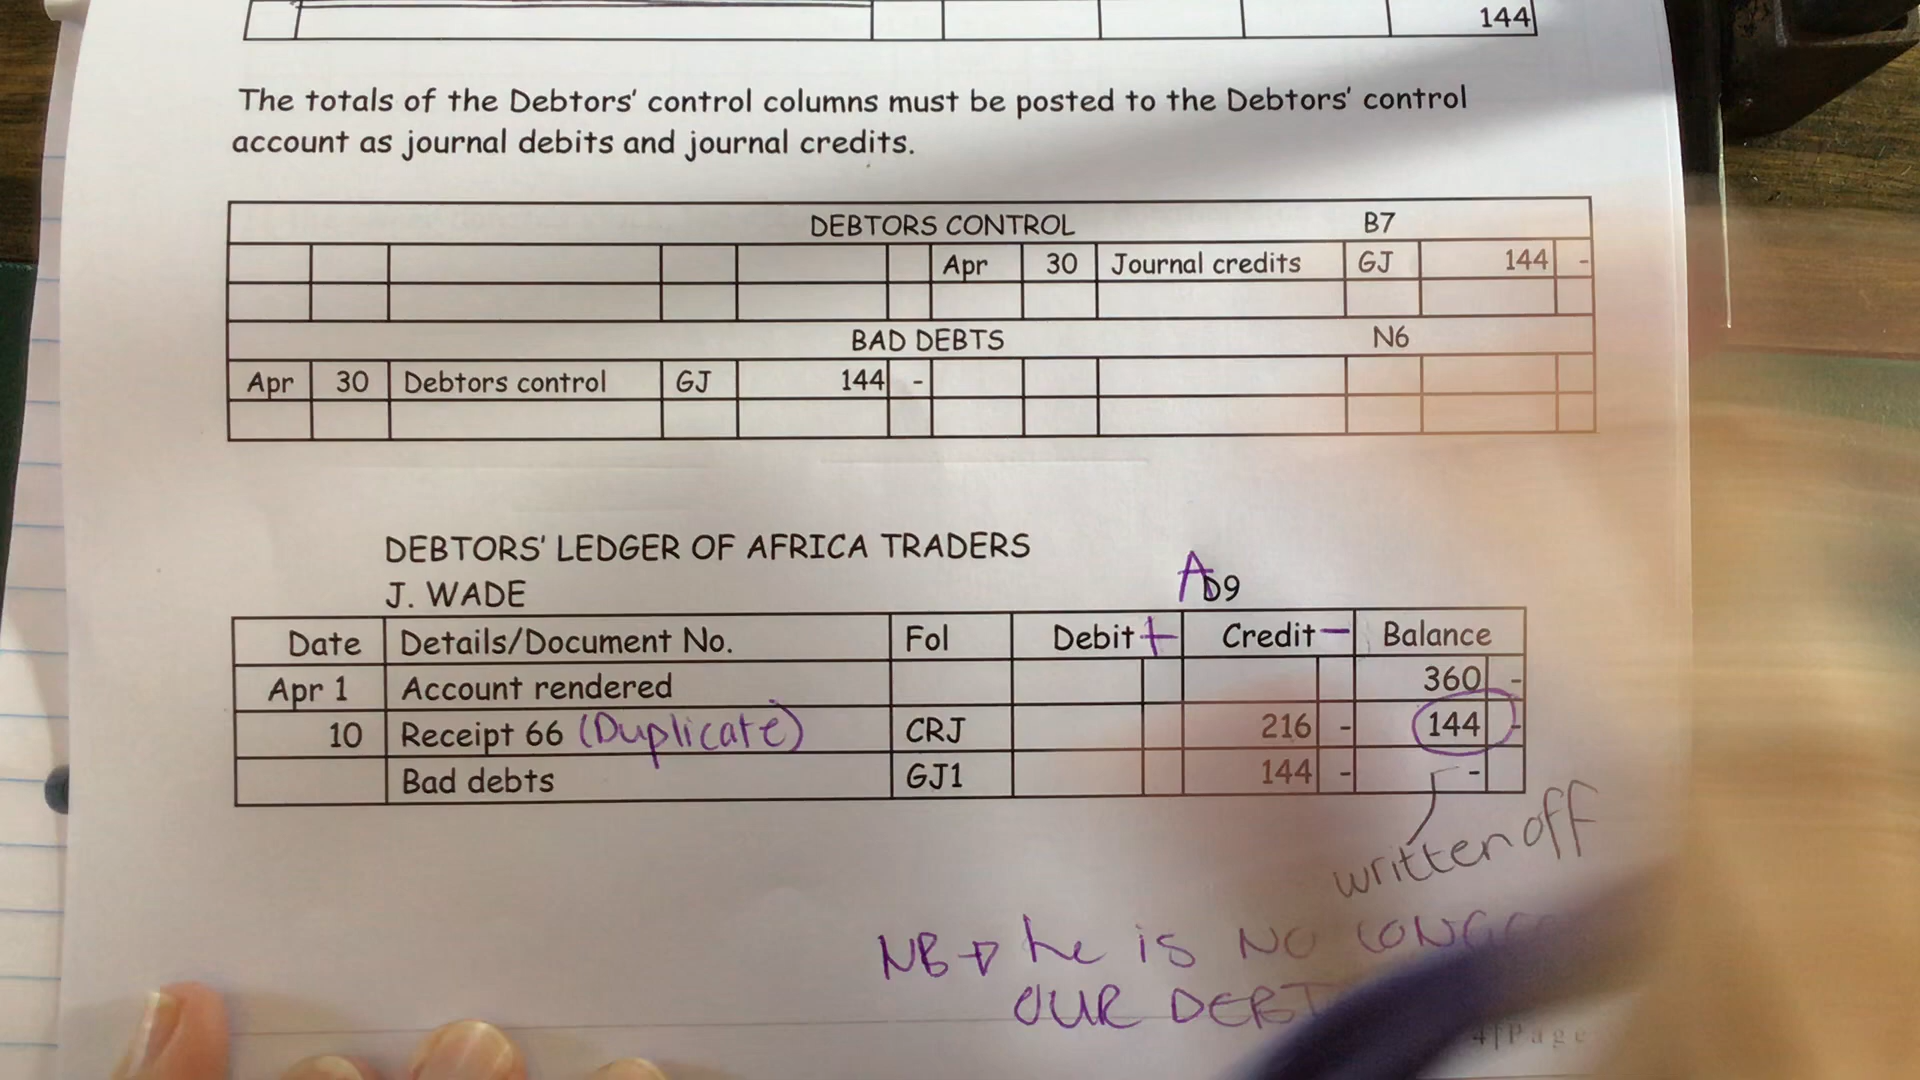 144
The totals of the Debtors' control columns must be posted to the Debtors' control
account as journal debits and journal credits.
DEBTORS CONTROL B7
Apr 30 Journal credits GJ 144 -
BAD DEBTS N6
Apr 30 Debtors control GJ 144 -
DEBTORS' LEDGER OF AFRICA TRADERS
J. WADE D9
A
Date Details/Document No. Fol Debit + Credit - Balance
Apr 1 Account rendered 360 -
10 Receipt 66 (Duplicate) CRJ 216 - 144 -
Bad debts GJ1 144 - -
written off
NB → he is NO
OUR
4|Page